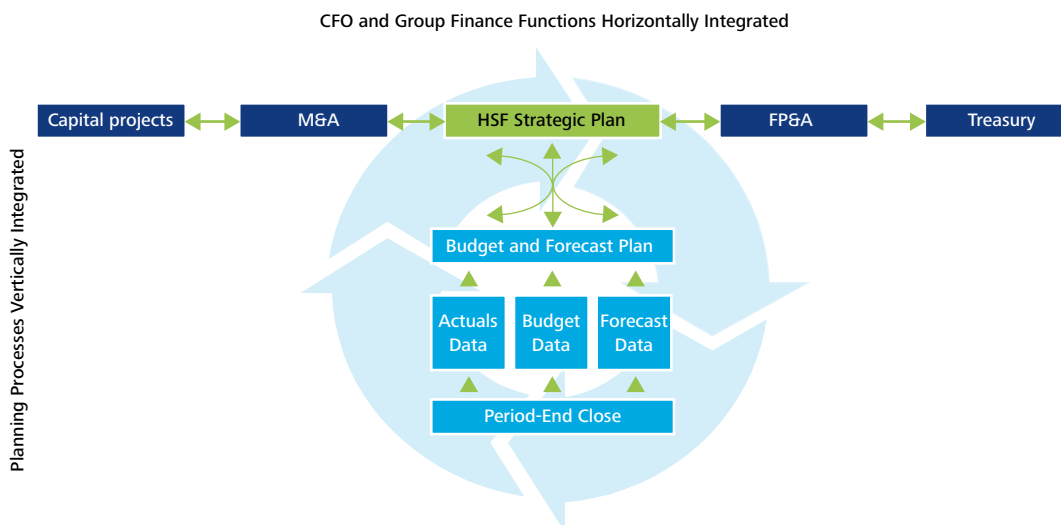 CFO and Group Finance Functions Horizontally Integrated
Capital projects
M&A
HSF Strategic Plan
FP&A
Treasury
Planning Processes Vertically Integrated
Budget and Forecast Plan
Actuals
Data
Budget
Data
Forecast
Data
Period-End Close